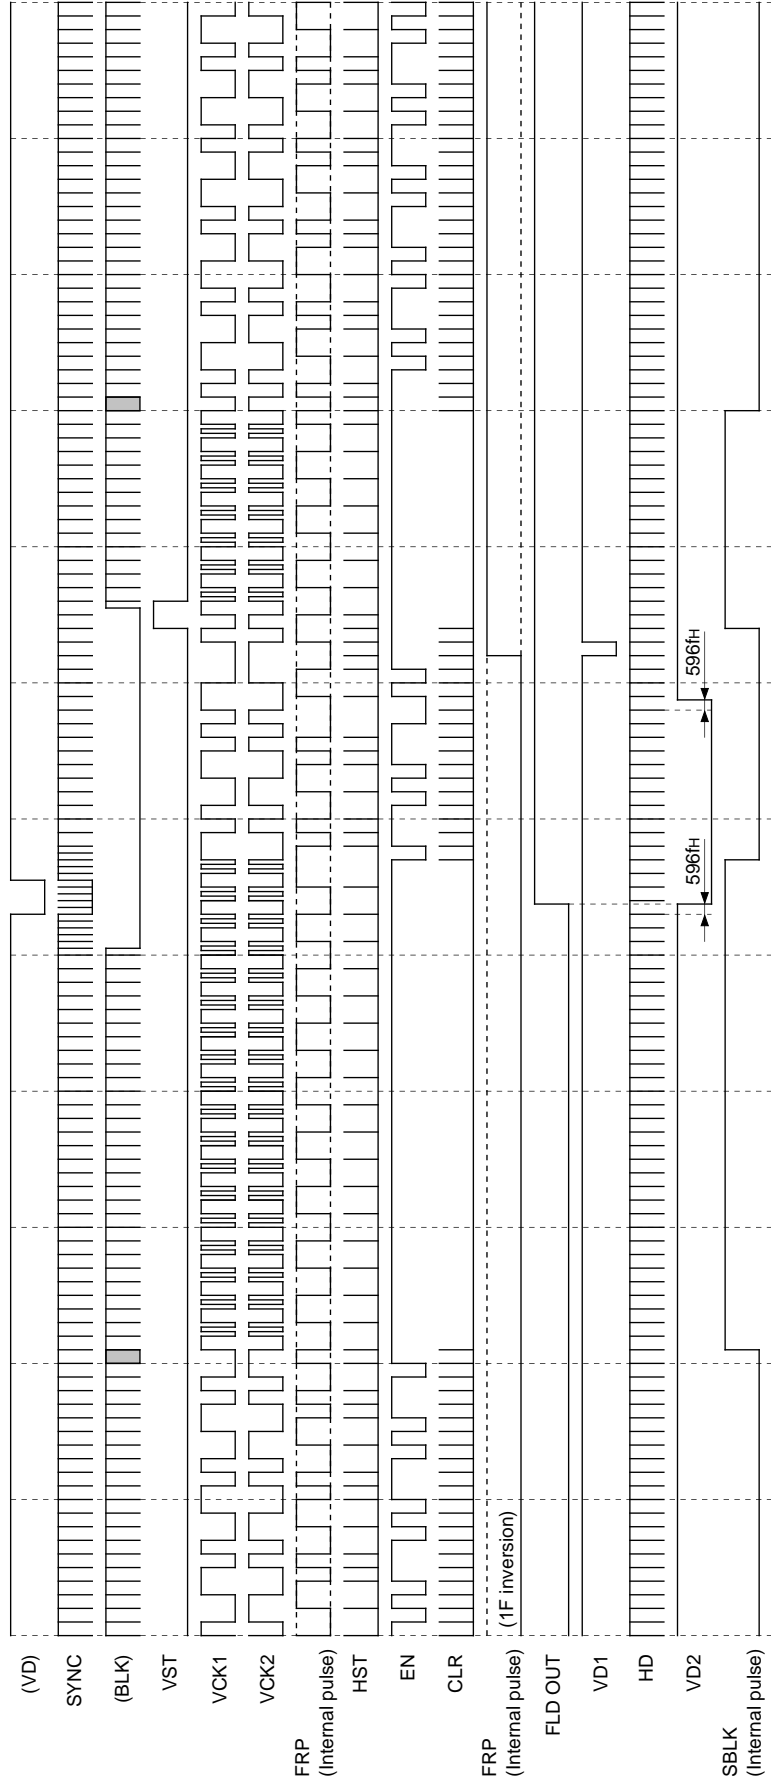 (VD)
SYNC
(BLK)
VST
VCK1
VCK2
FRP
(Internal pulse)
HST
EN
CLR
FRP
(Internal pulse)
(1F inversion)
FLD OUT
VD1
HD
VD2
596fH
596fH
SBLK
(Internal pulse)